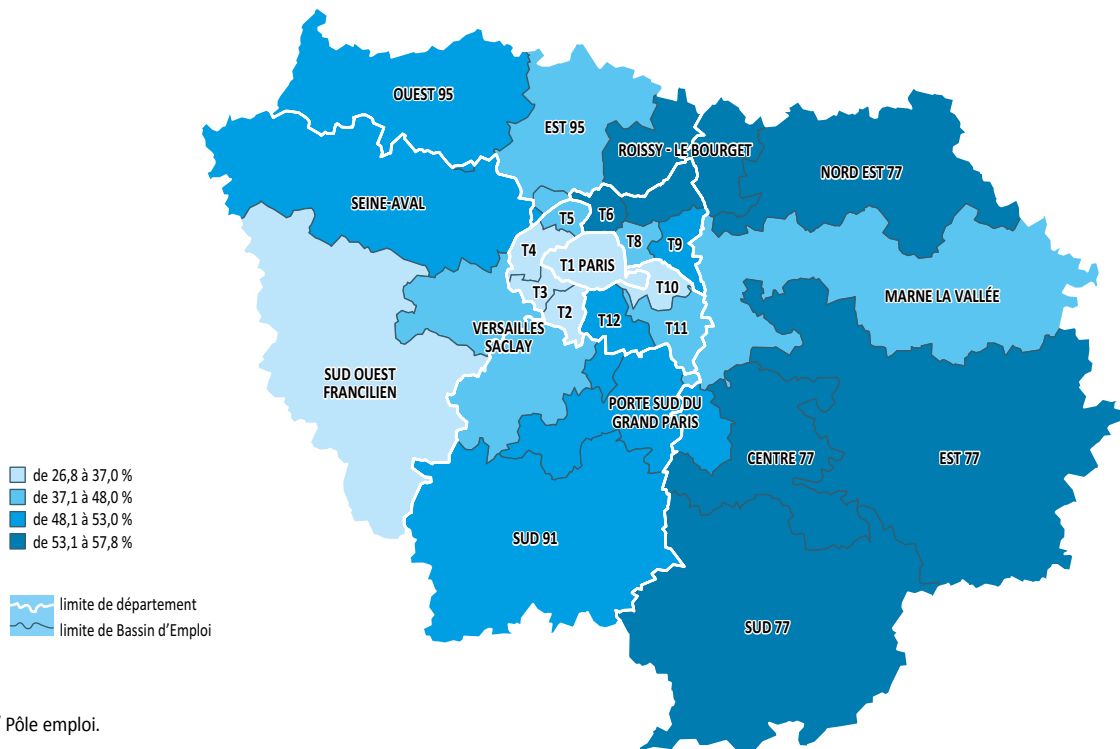 OUEST 95
EST 95
ROISSY - LE BOURGET
NORD EST 77
SEINE-AVAL
T5
T6
T4
T8
T9
T1 PARIS
T3
T10
T2
T12
T11
MARNE LA VALLÉE
VERSAILLES
SACLAY
SUD OUEST
FRANCILIEN
PORTE SUD DU
GRAND PARIS
CENTRE 77
EST 77
SUD 91
SUD 77
de 26,8 à 37,0 %
de 37,1 à 48,0 %
de 48,1 à 53,0 %
de 53,1 à 57,8 %
limite de département
limite de Bassin d'Emploi
Pôle emploi.